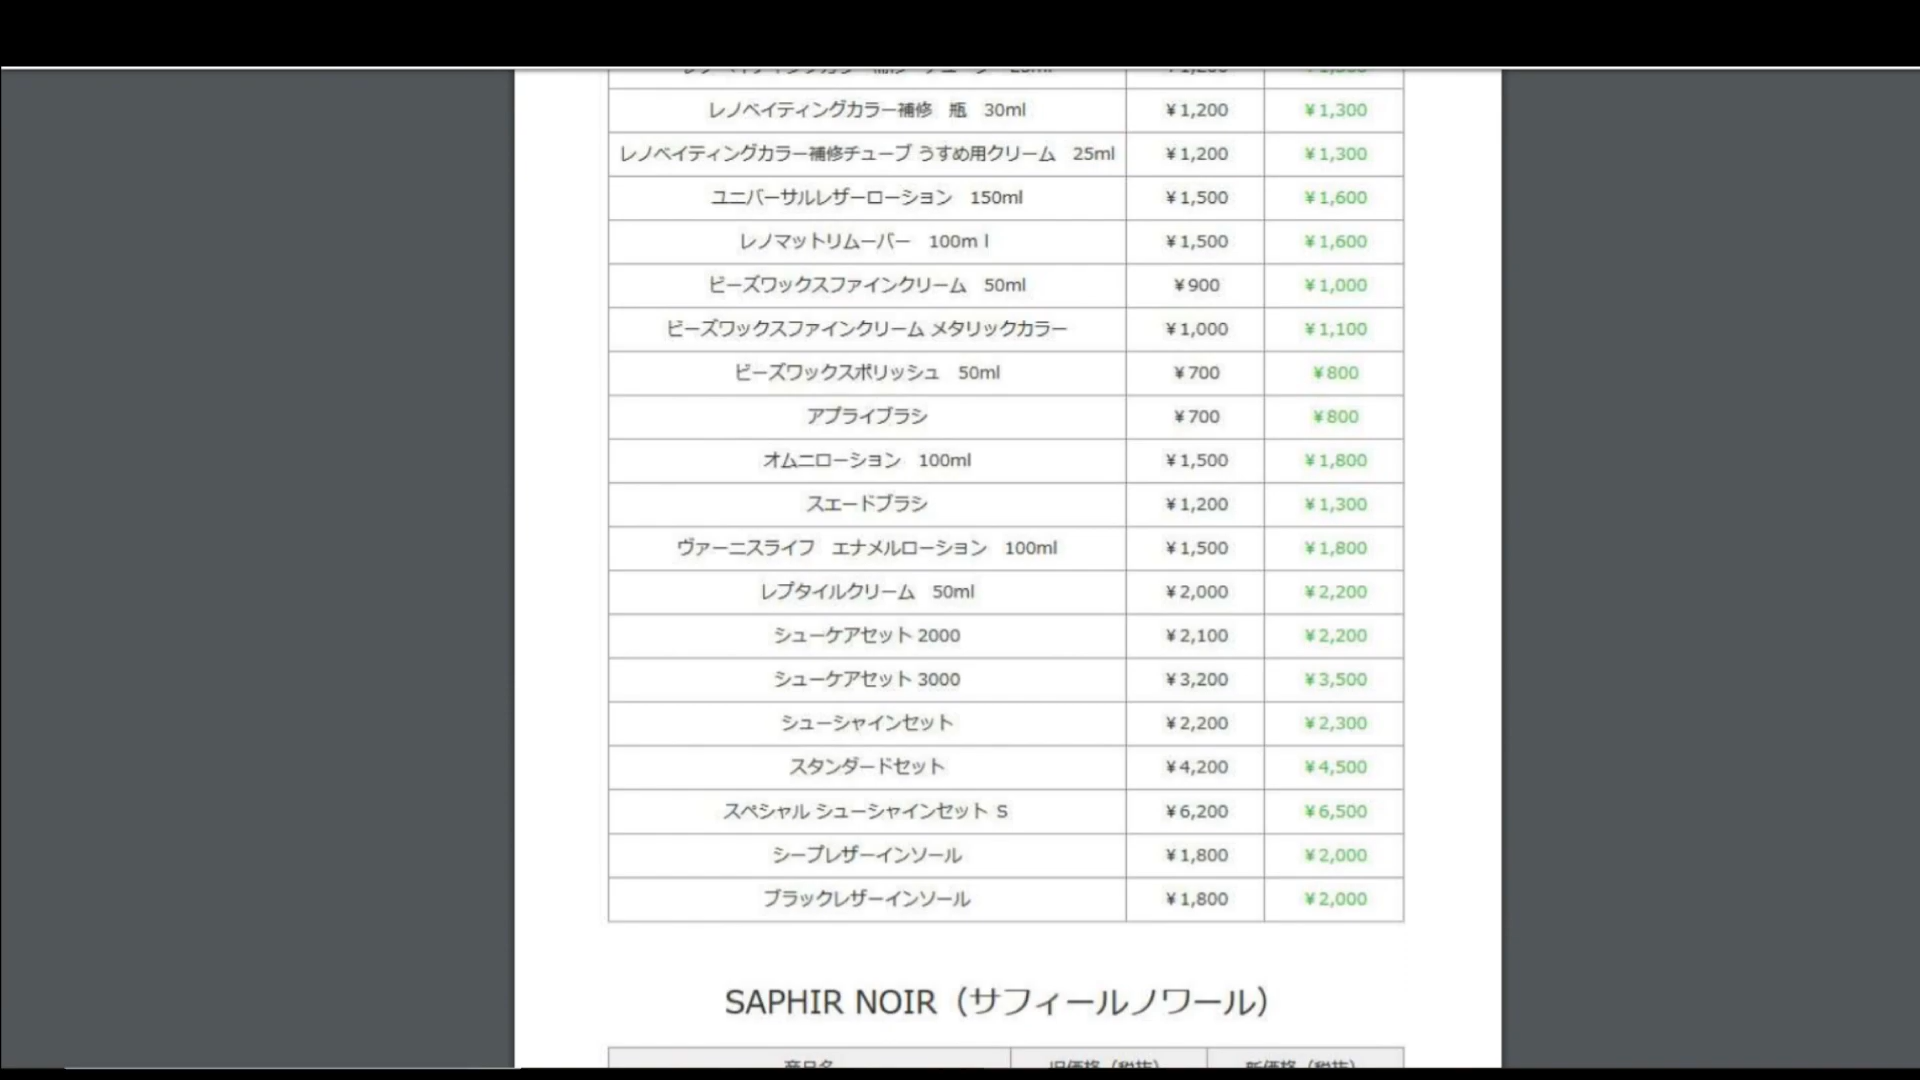 レノベイティングカラー補修　瓶　30ml ¥1,200 ¥1,300
レノベイティングカラー補修チューブ うすめ用クリーム　25ml ¥1,200 ¥1,300
ユニバーサルレザーローション　150ml ¥1,500 ¥1,600
レノマットリムーバー　100mｌ ¥1,500 ¥1,600
ビーズワックスファインクリーム　50ml ¥900 ¥1,000
ビーズワックスファインクリーム メタリックカラー ¥1,000 ¥1,100
ビーズワックスポリッシュ　50ml ¥700 ¥800
アプライブラシ ¥700 ¥800
オムニローション　100ml ¥1,500 ¥1,800
スエードブラシ ¥1,200 ¥1,300
ヴァーニスライフ　エナメルローション　100ml ¥1,500 ¥1,800
レプタイルクリーム　50ml ¥2,000 ¥2,200
シューケアセット 2000 ¥2,100 ¥2,200
シューケアセット 3000 ¥3,200 ¥3,500
シューシャインセット ¥2,200 ¥2,300
スタンダードセット ¥4,200 ¥4,500
スペシャル シューシャインセット S ¥6,200 ¥6,500
シープレザーインソール ¥1,800 ¥2,000
ブラックレザーインソール ¥1,800 ¥2,000
SAPHIR NOIR（サフィールノワール）